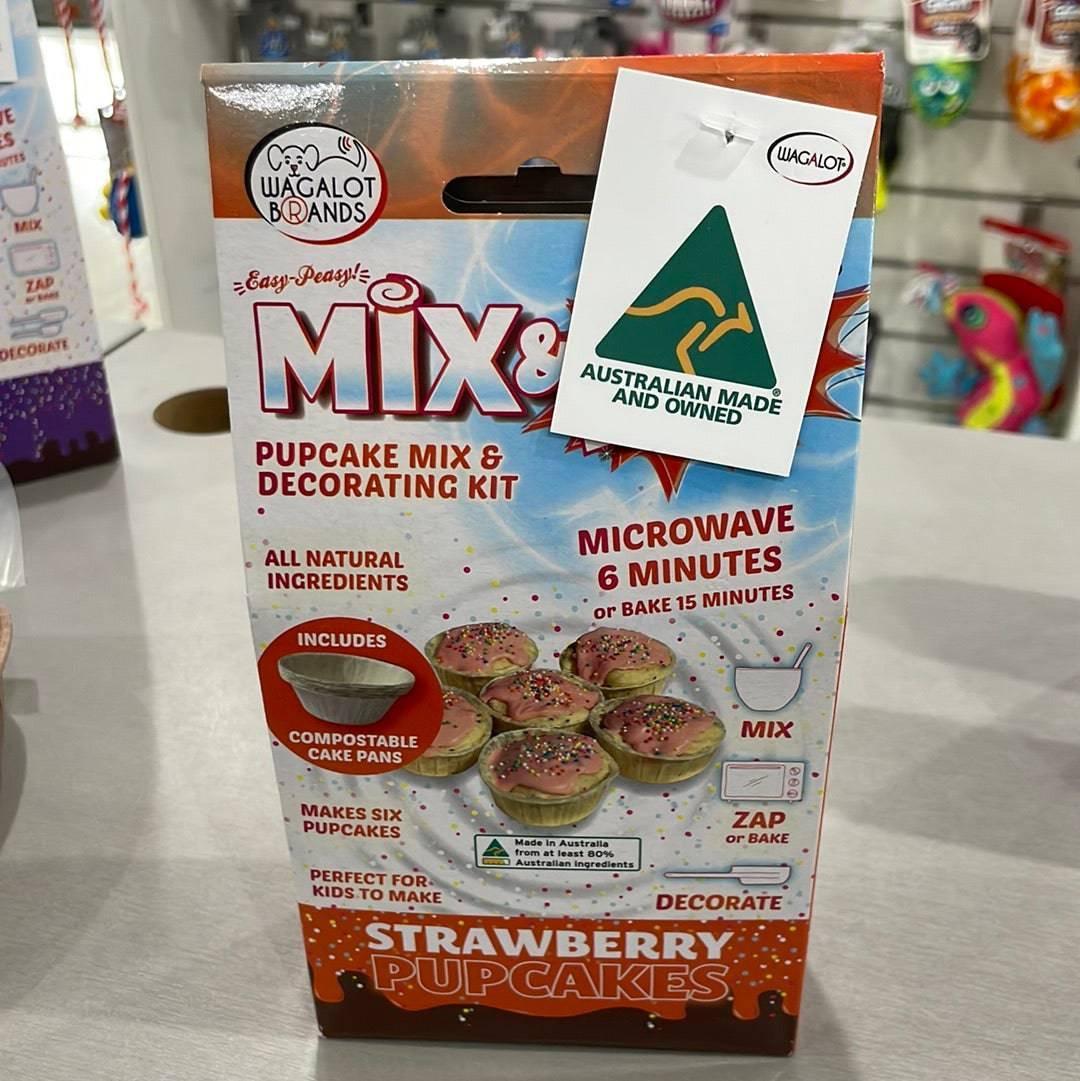 WAGALOT
BRANDS
WAGALOT
Easy-Peasy!
MIX &
AUSTRALIAN MADE
AND OWNED
PUPCAKE MIX &
DECORATING KIT
MICROWAVE
6 MINUTES
or BAKE 15 MINUTES
ALL NATURAL
INGREDIENTS
INCLUDES
COMPOSTABLE
CAKE PANS
MIX
ZAP
or BAKE
DECORATE
MAKES SIX
PUPCAKES
Made in Australia
from at least 80%
Australian ingredients
PERFECT FOR
KIDS TO MAKE
STRAWBERRY
PUPCAKES
MIX
ZAP
or BAKE
DECORATE